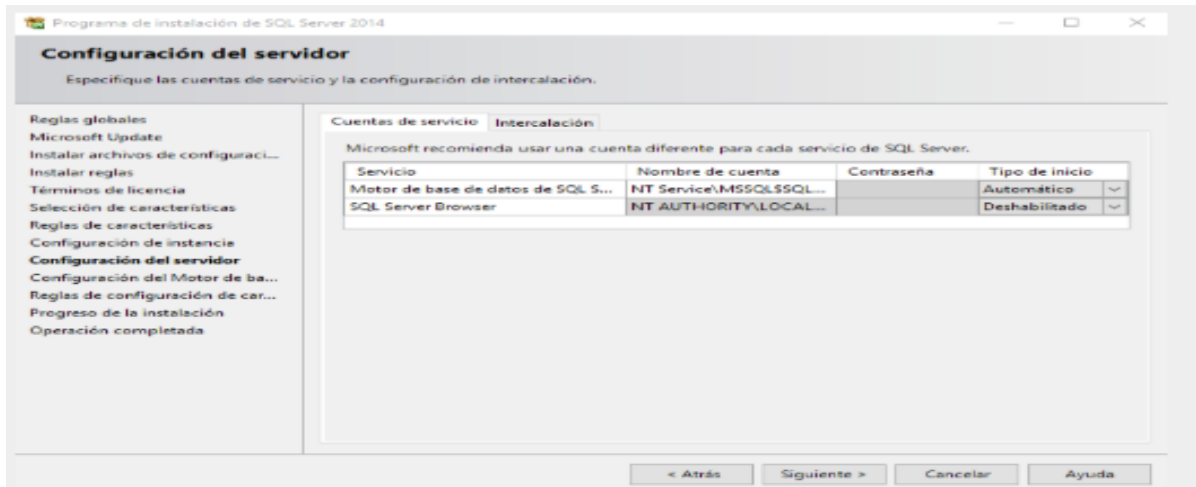 Programa de instalación de SQL Server 2014
Configuración del servidor
Especifique las cuentas de servicio y la configuración de intercalación.
Reglas globales
Microsoft Update
Instalar archivos de configuraci...
Instalar reglas
Términos de licencia
Selección de características
Reglas de características
Configuración de instancia
Configuración del servidor
Configuración del Motor de ba...
Reglas de configuración de car...
Progreso de la instalación
Operación completada
Cuentas de servicio Intercalación
Microsoft recomienda usar una cuenta diferente para cada servicio de SQL Server.
Servicio Nombre de cuenta Contraseña Tipo de inicio
Motor de base de datos de SQL S... NT Service\MSSQL$SQL... Automático
SQL Server Browser NT AUTHORITY\LOCAL... Deshabilitado
< Atrás Siguiente > Cancelar Ayuda